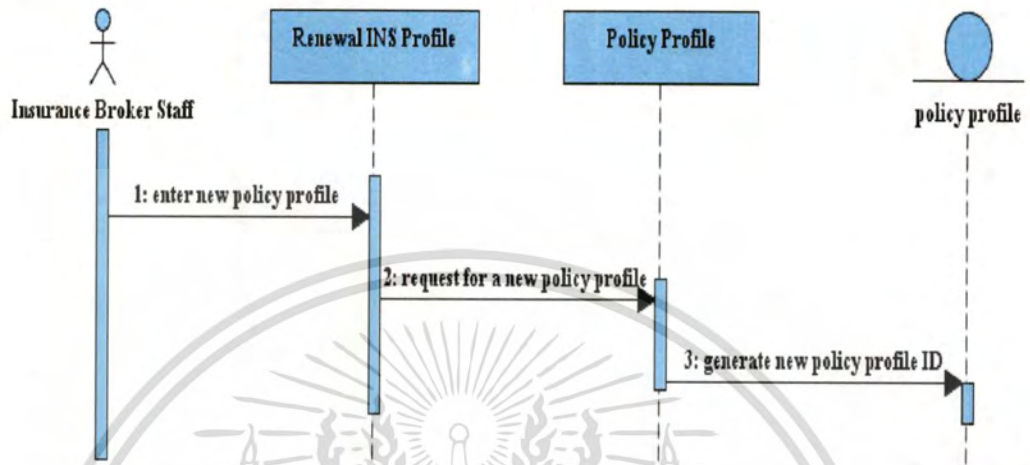 Renewal INS Profile
Policy Profile
Insurance Broker Staff
policy profile
1: enter new policy profile
2: request for a new policy profile
3: generate new policy profile ID